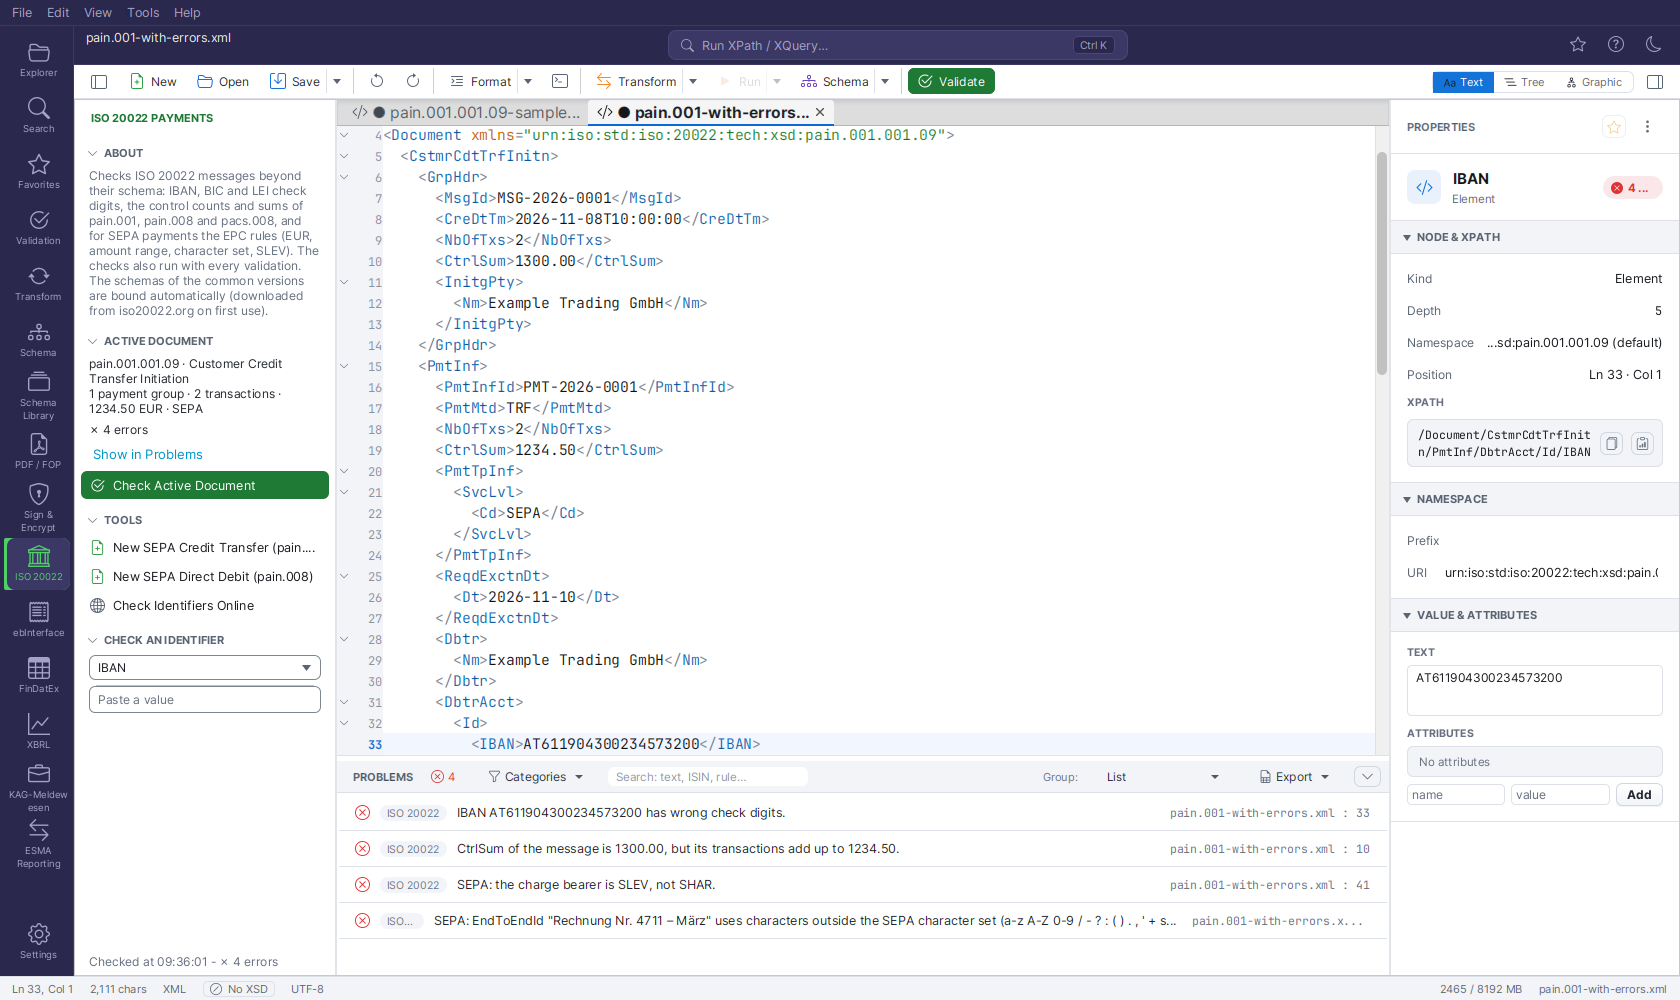 File Edit View Tools Help
pain.001-with-errors.xml
Run XPath / XQuery... Ctrl K
New Open Save Format Transform Run Schema Validate Text Tree Graphic
Explorer
Search
Favorites
Validation
Transform
Schema
Schema
Library
PDF / FOP
Sign &
Encrypt
ISO 20022
ebInterface
FinDatEx
XBRL
KAG-Meldew
esen
ESMA
Reporting
Settings
ISO 20022 PAYMENTS
ABOUT
Checks ISO 20022 messages beyond
their schema: IBAN, BIC and LEI check
digits, the control counts and sums of
pain.001, pain.008 and pacs.008, and
for SEPA payments the EPC rules (EUR,
amount range, character set, SLEV). The
checks also run with every validation.
The schemas of the common versions
are bound automatically (downloaded
from iso20022.org on first use).
ACTIVE DOCUMENT
pain.001.001.09 · Customer Credit
Transfer Initiation
1 payment group · 2 transactions ·
1234.50 EUR · SEPA
× 4 errors
Show in Problems
Check Active Document
TOOLS
New SEPA Credit Transfer (pain....
New SEPA Direct Debit (pain.008)
Check Identifiers Online
CHECK AN IDENTIFIER
IBAN
Paste a value
Checked at 09:36:01 - × 4 errors
pain.001.001.09-sample... pain.001-with-errors... ×
4 <Document xmlns="urn:iso:std:iso:20022:tech:xsd:pain.001.001.09">
5 <CstmrCdtTrfInitn>
6 <GrpHdr>
7 <MsgId>MSG-2026-0001</MsgId>
8 <CreDtTm>2026-11-08T10:00:00</CreDtTm>
9 <NbOfTxs>2</NbOfTxs>
10 <CtrlSum>1300.00</CtrlSum>
11 <InitgPty>
12 <Nm>Example Trading GmbH</Nm>
13 </InitgPty>
14 </GrpHdr>
15 <PmtInf>
16 <PmtInfId>PMT-2026-0001</PmtInfId>
17 <PmtMtd>TRF</PmtMtd>
18 <NbOfTxs>2</NbOfTxs>
19 <CtrlSum>1234.50</CtrlSum>
20 <PmtTpInf>
21 <SvcLvl>
22 <Cd>SEPA</Cd>
23 </SvcLvl>
24 </PmtTpInf>
25 <ReqdExctnDt>
26 <Dt>2026-11-10</Dt>
27 </ReqdExctnDt>
28 <Dbtr>
29 <Nm>Example Trading GmbH</Nm>
30 </Dbtr>
31 <DbtrAcct>
32 <Id>
33 <IBAN>AT611904300234573200</IBAN>
PROBLEMS 4 Categories Search: text, ISIN, rule... Group: List Export
ISO 20022 IBAN AT611904300234573200 has wrong check digits. pain.001-with-errors.xml : 33
ISO 20022 CtrlSum of the message is 1300.00, but its transactions add up to 1234.50. pain.001-with-errors.xml : 10
ISO 20022 SEPA: the charge bearer is SLEV, not SHAR. pain.001-with-errors.xml : 41
ISO... SEPA: EndToEndId "Rechnung Nr. 4711 – März" uses characters outside the SEPA character set (a-z A-Z 0-9 / - ? : ( ) . , ' + s... pain.001-with-errors.x...
PROPERTIES
IBAN
Element
4 ...
NODE & XPATH
Kind Element
Depth 5
Namespace ...sd:pain.001.001.09 (default)
Position Ln 33 · Col 1
XPATH
/Document/CstmrCdtTrfInit
n/PmtInf/DbtrAcct/Id/IBAN
NAMESPACE
Prefix
URI urn:iso:std:iso:20022:tech:xsd:pain.(
VALUE & ATTRIBUTES
TEXT
AT611904300234573200
ATTRIBUTES
No attributes
name value Add
Ln 33, Col 1 2,111 chars XML No XSD UTF-8 2465 / 8192 MB pain.001-with-errors.xml